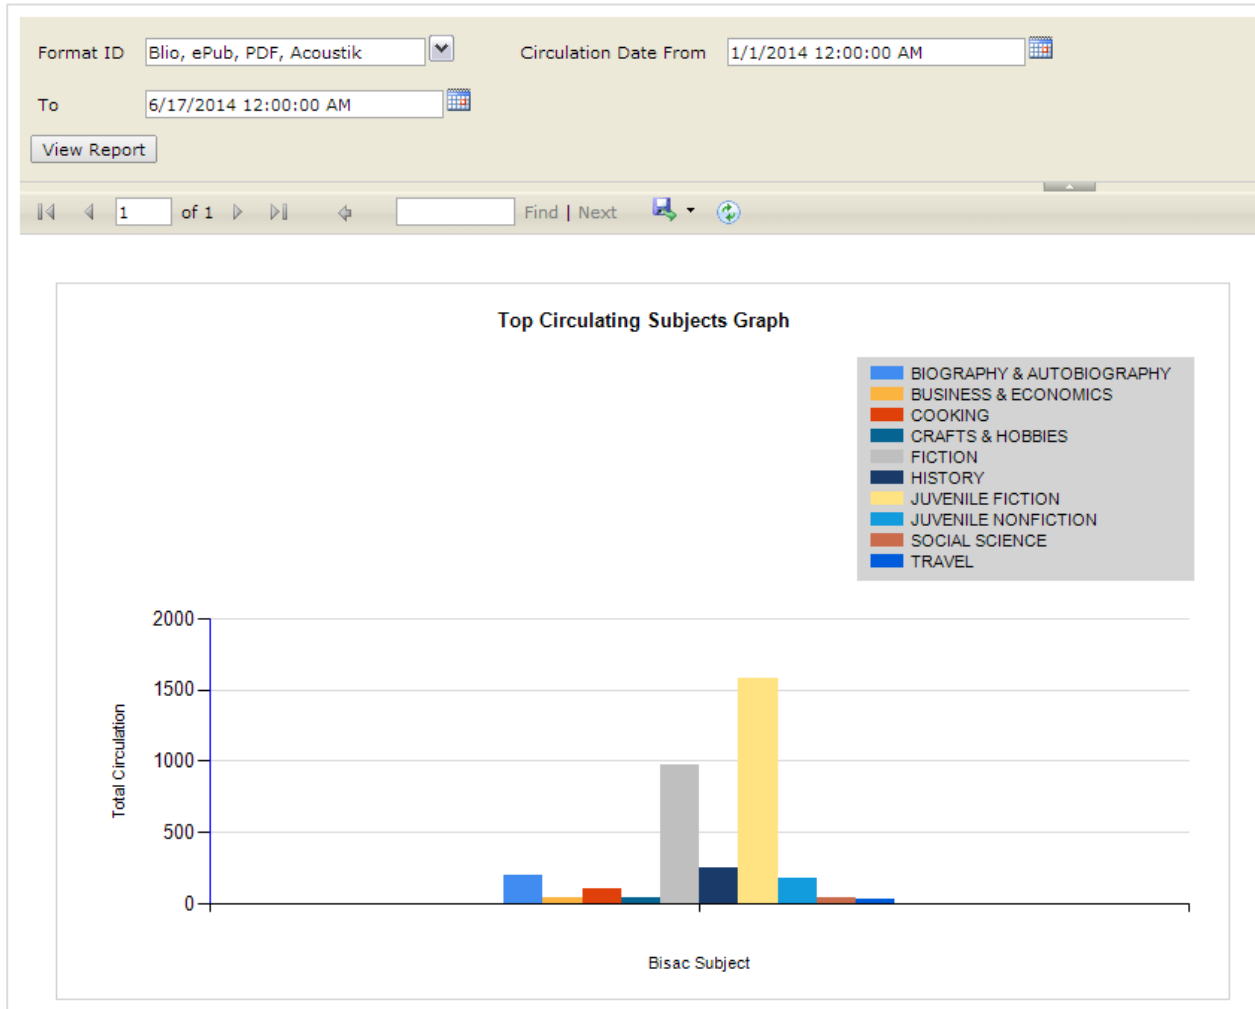 Format ID Blio, ePub, PDF, Acoustik Circulation Date From 1/1/2014 12:00:00 AM
To 6/17/2014 12:00:00 AM
View Report
1 of 1 Find | Next
Top Circulating Subjects Graph
BIOGRAPHY & AUTOBIOGRAPHY
BUSINESS & ECONOMICS
COOKING
CRAFTS & HOBBIES
FICTION
HISTORY
JUVENILE FICTION
JUVENILE NONFICTION
SOCIAL SCIENCE
TRAVEL
2000
1500
1000
500
0
Total Circulation
Bisac Subject